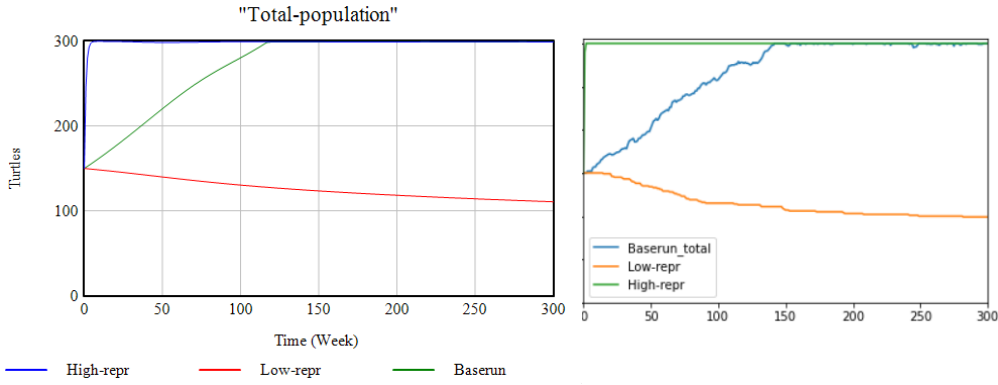 "Total-population"
300
200
100
0
Turtles
0 50 100 150 200 250 300
Time (Week)
High-repr Low-repr Baserun
Baserun_total
Low-repr
High-repr
0 50 100 150 200 250 300